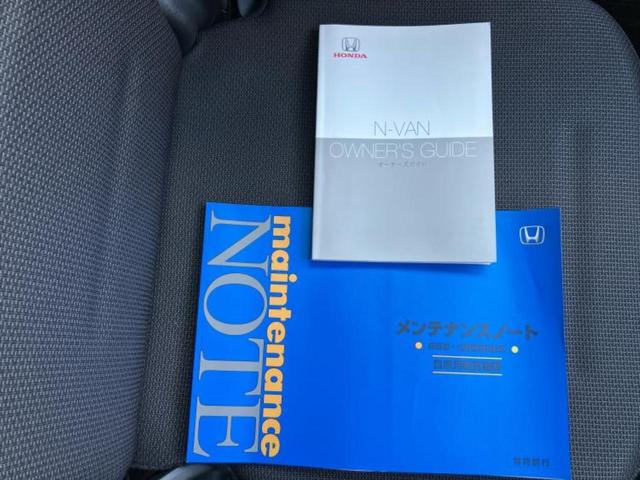 HONDA
N-VAN
OWNER'S GUIDE
オーナーズガイド
maintenance
NOTE
メンテナンスノート